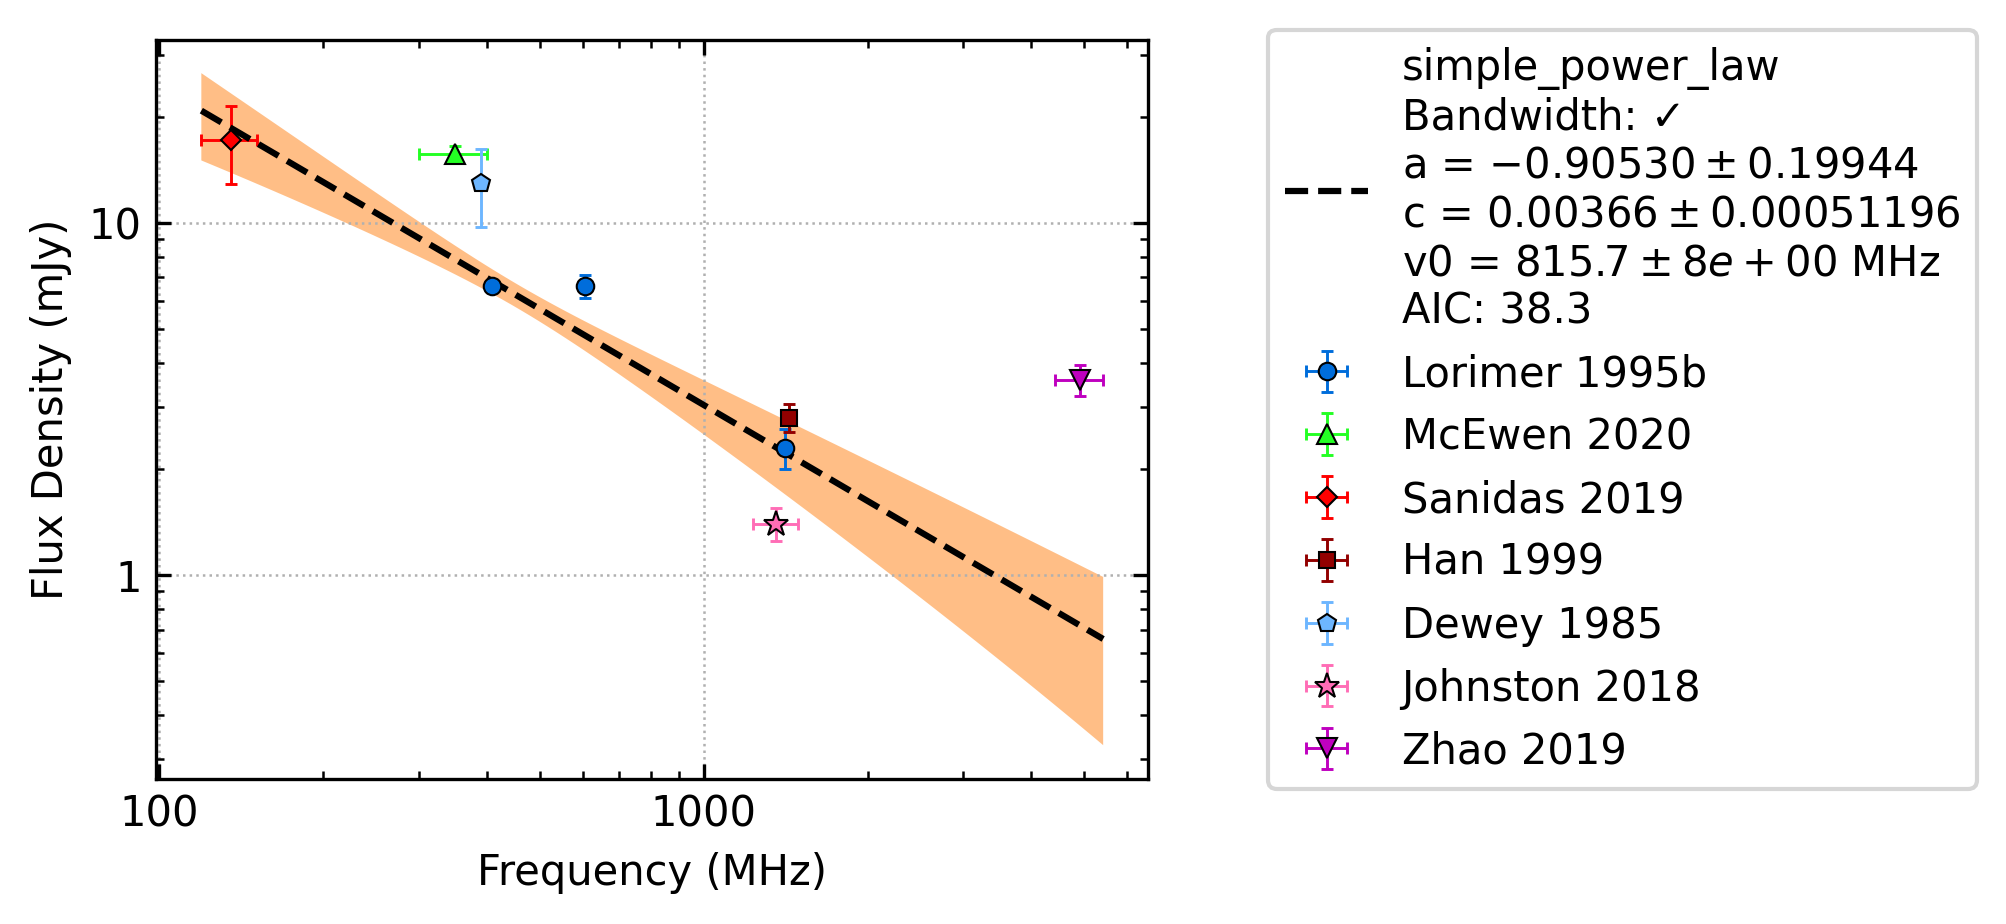 simple_power_law
Bandwidth: ✓
a = −0.90530 ± 0.19944
c = 0.00366 ± 0.00051196
v0 = 815.7 ± 8e + 00 MHz
AIC: 38.3
Lorimer 1995b
McEwen 2020
Sanidas 2019
Han 1999
Dewey 1985
Johnston 2018
Zhao 2019
Flux Density (mJy)
10
1
100
1000
Frequency (MHz)